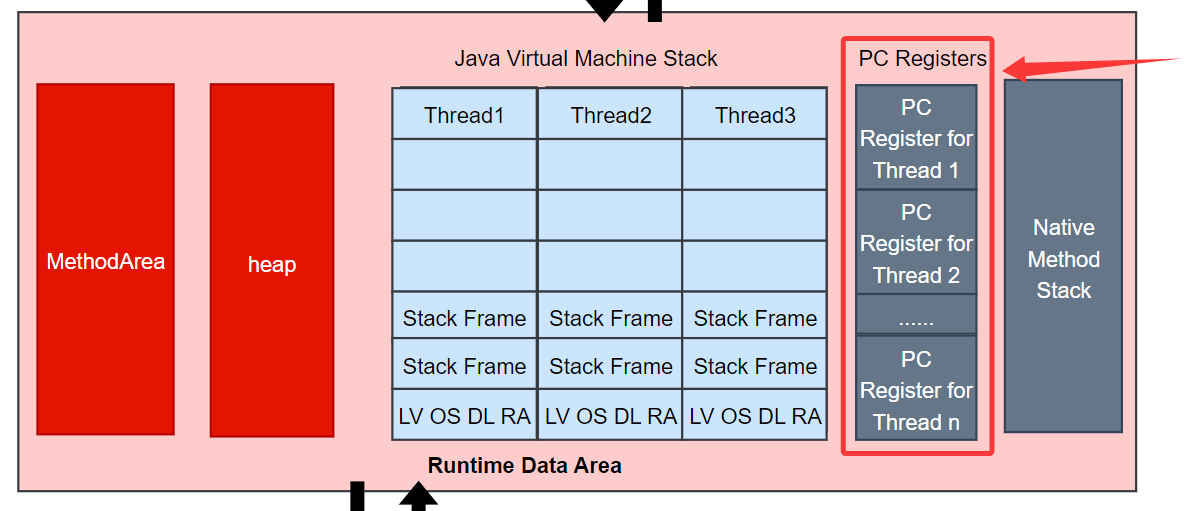 Java Virtual Machine Stack
PC Registers
MethodArea
heap
Thread1
Thread2
Thread3
Stack Frame
Stack Frame
Stack Frame
Stack Frame
Stack Frame
Stack Frame
LV OS DL RA
LV OS DL RA
LV OS DL RA
PC
Register for
Thread 1
PC
Register for
Thread 2
......
PC
Register for
Thread n
Native
Method
Stack
Runtime Data Area